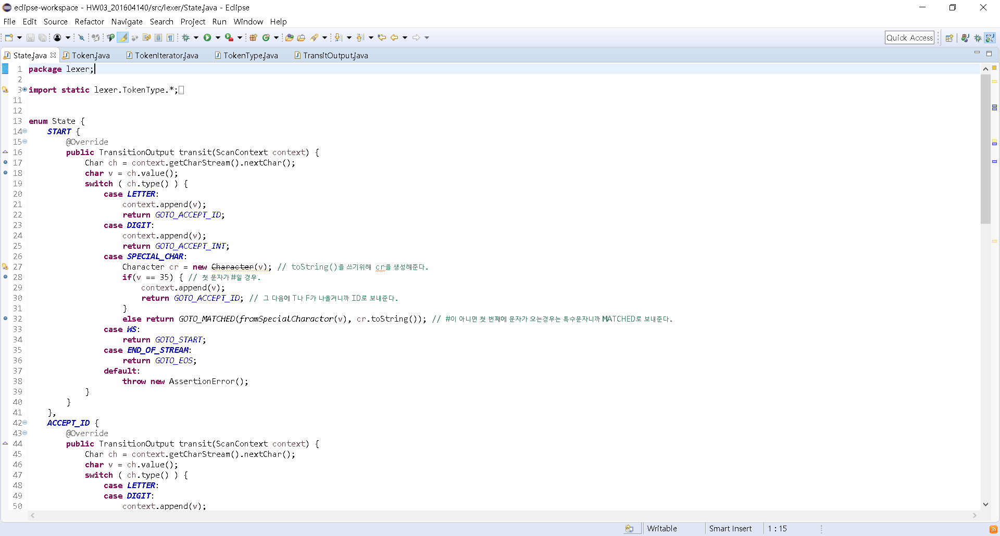 eclipse-workspace - HW03_201604140/src/lexer/State.java - Eclipse
File Edit Source Refactor Navigate Search Project Run Window Help
Quick Access
State.java Token.java TokenIterator.java TokenType.java TransitOutput.java
1 package lexer;
2
3 import static lexer.TokenType.*;
11
12
13 enum State {
14 START {
15 @Override
16 public TransitionOutput transit(ScanContext context) {
17 Char ch = context.getCharStream().nextChar();
18 char v = ch.value();
19 switch ( ch.type() ) {
20 case LETTER:
21 context.append(v);
22 return GOTO_ACCEPT_ID;
23 case DIGIT:
24 context.append(v);
25 return GOTO_ACCEPT_INT;
26 case SPECIAL_CHAR:
27 Character cr = new Character(v); // toString()을 쓰기위해 cr을 생성해준다.
28 if(v == 35) { // 첫 문자가 #일 경우.
29 context.append(v);
30 return GOTO_ACCEPT_ID; // 그 다음에 T나 F가 나올거니까 ID로 보내준다.
31 }
32 else return GOTO_MATCHED(fromSpecialCharactor(v), cr.toString()); // #이 아니면 첫 번째에 문자가 오는경우는 특수문자니까 MATCHED로 보내준다.
33 case WS:
34 return GOTO_START;
35 case END_OF_STREAM:
36 return GOTO_EOS;
37 default:
38 throw new AssertionError();
39 }
40 }
41 },
42 ACCEPT_ID {
43 @Override
44 public TransitionOutput transit(ScanContext context) {
45 Char ch = context.getCharStream().nextChar();
46 char v = ch.value();
47 switch ( ch.type() ) {
48 case LETTER:
49 case DIGIT:
50 context.append(v);
Writable Smart Insert 1 : 15